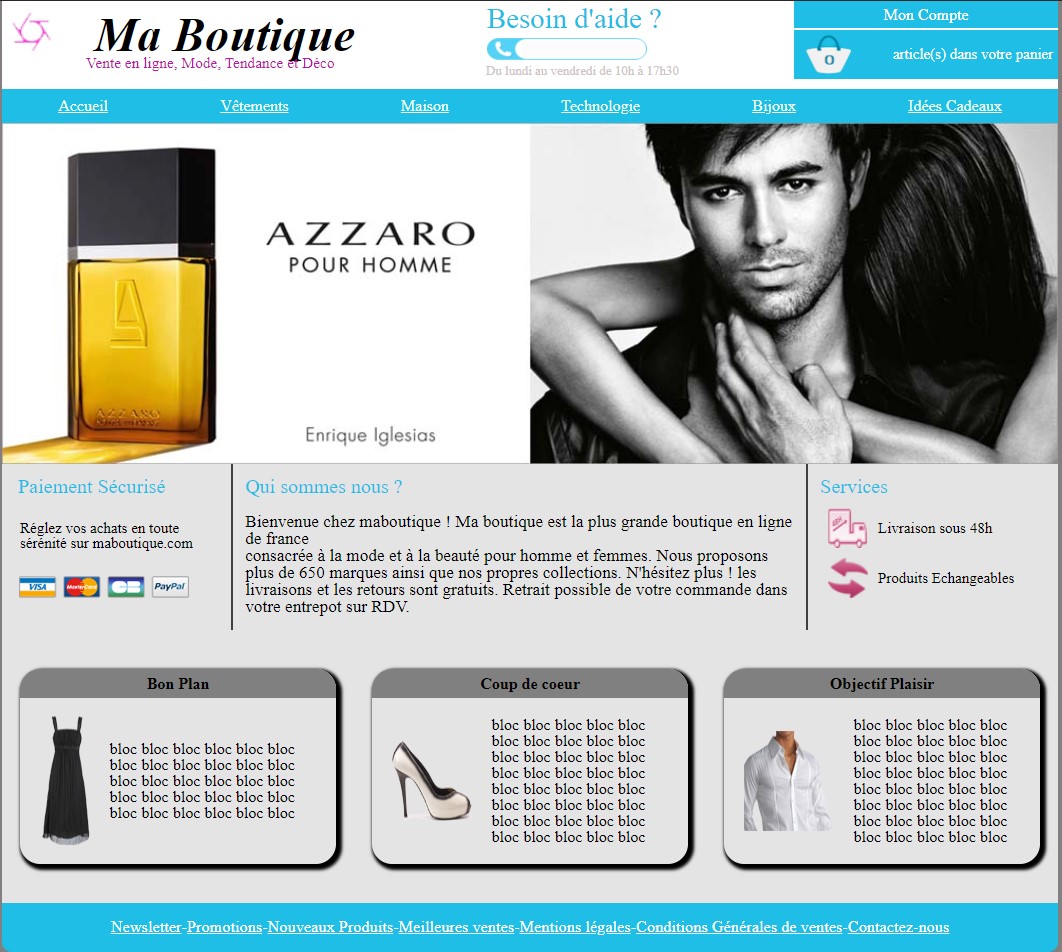 Ma Boutique
Vente en ligne, Mode, Tendance et Déco
Besoin d'aide ?
Du lundi au vendredi de 10h à 17h30
Mon Compte
0
article(s) dans votre panier
Accueil
Vêtements
Maison
Technologie
Bijoux
Idées Cadeaux
AZZARO
POUR HOMME
AZZARO
Enrique Iglesias
Paiement Sécurisé
Réglez vos achats en toute
sérénité sur maboutique.com
VISA
MasterCard
CB
PayPal
Qui sommes nous ?
Bienvenue chez maboutique ! Ma boutique est la plus grande boutique en ligne
de france
consacrée à la mode et à la beauté pour homme et femmes. Nous proposons
plus de 650 marques ainsi que nos propres collections. N'hésitez plus ! les
livraisons et les retours sont gratuits. Retrait possible de votre commande dans
votre entrepot sur RDV.
Services
Livraison sous 48h
Produits Echangeables
Bon Plan
bloc bloc bloc bloc bloc bloc
bloc bloc bloc bloc bloc bloc
bloc bloc bloc bloc bloc bloc
bloc bloc bloc bloc bloc bloc
bloc bloc bloc bloc bloc bloc
Coup de coeur
bloc bloc bloc bloc bloc
bloc bloc bloc bloc bloc
bloc bloc bloc bloc bloc
bloc bloc bloc bloc bloc
bloc bloc bloc bloc bloc
bloc bloc bloc bloc bloc
bloc bloc bloc bloc bloc
bloc bloc bloc bloc bloc
Objectif Plaisir
bloc bloc bloc bloc bloc
bloc bloc bloc bloc bloc
bloc bloc bloc bloc bloc
bloc bloc bloc bloc bloc
bloc bloc bloc bloc bloc
bloc bloc bloc bloc bloc
bloc bloc bloc bloc bloc
bloc bloc bloc bloc bloc
Newsletter-Promotions-Nouveaux Produits-Meilleures ventes-Mentions légales-Conditions Générales de ventes-Contactez-nous